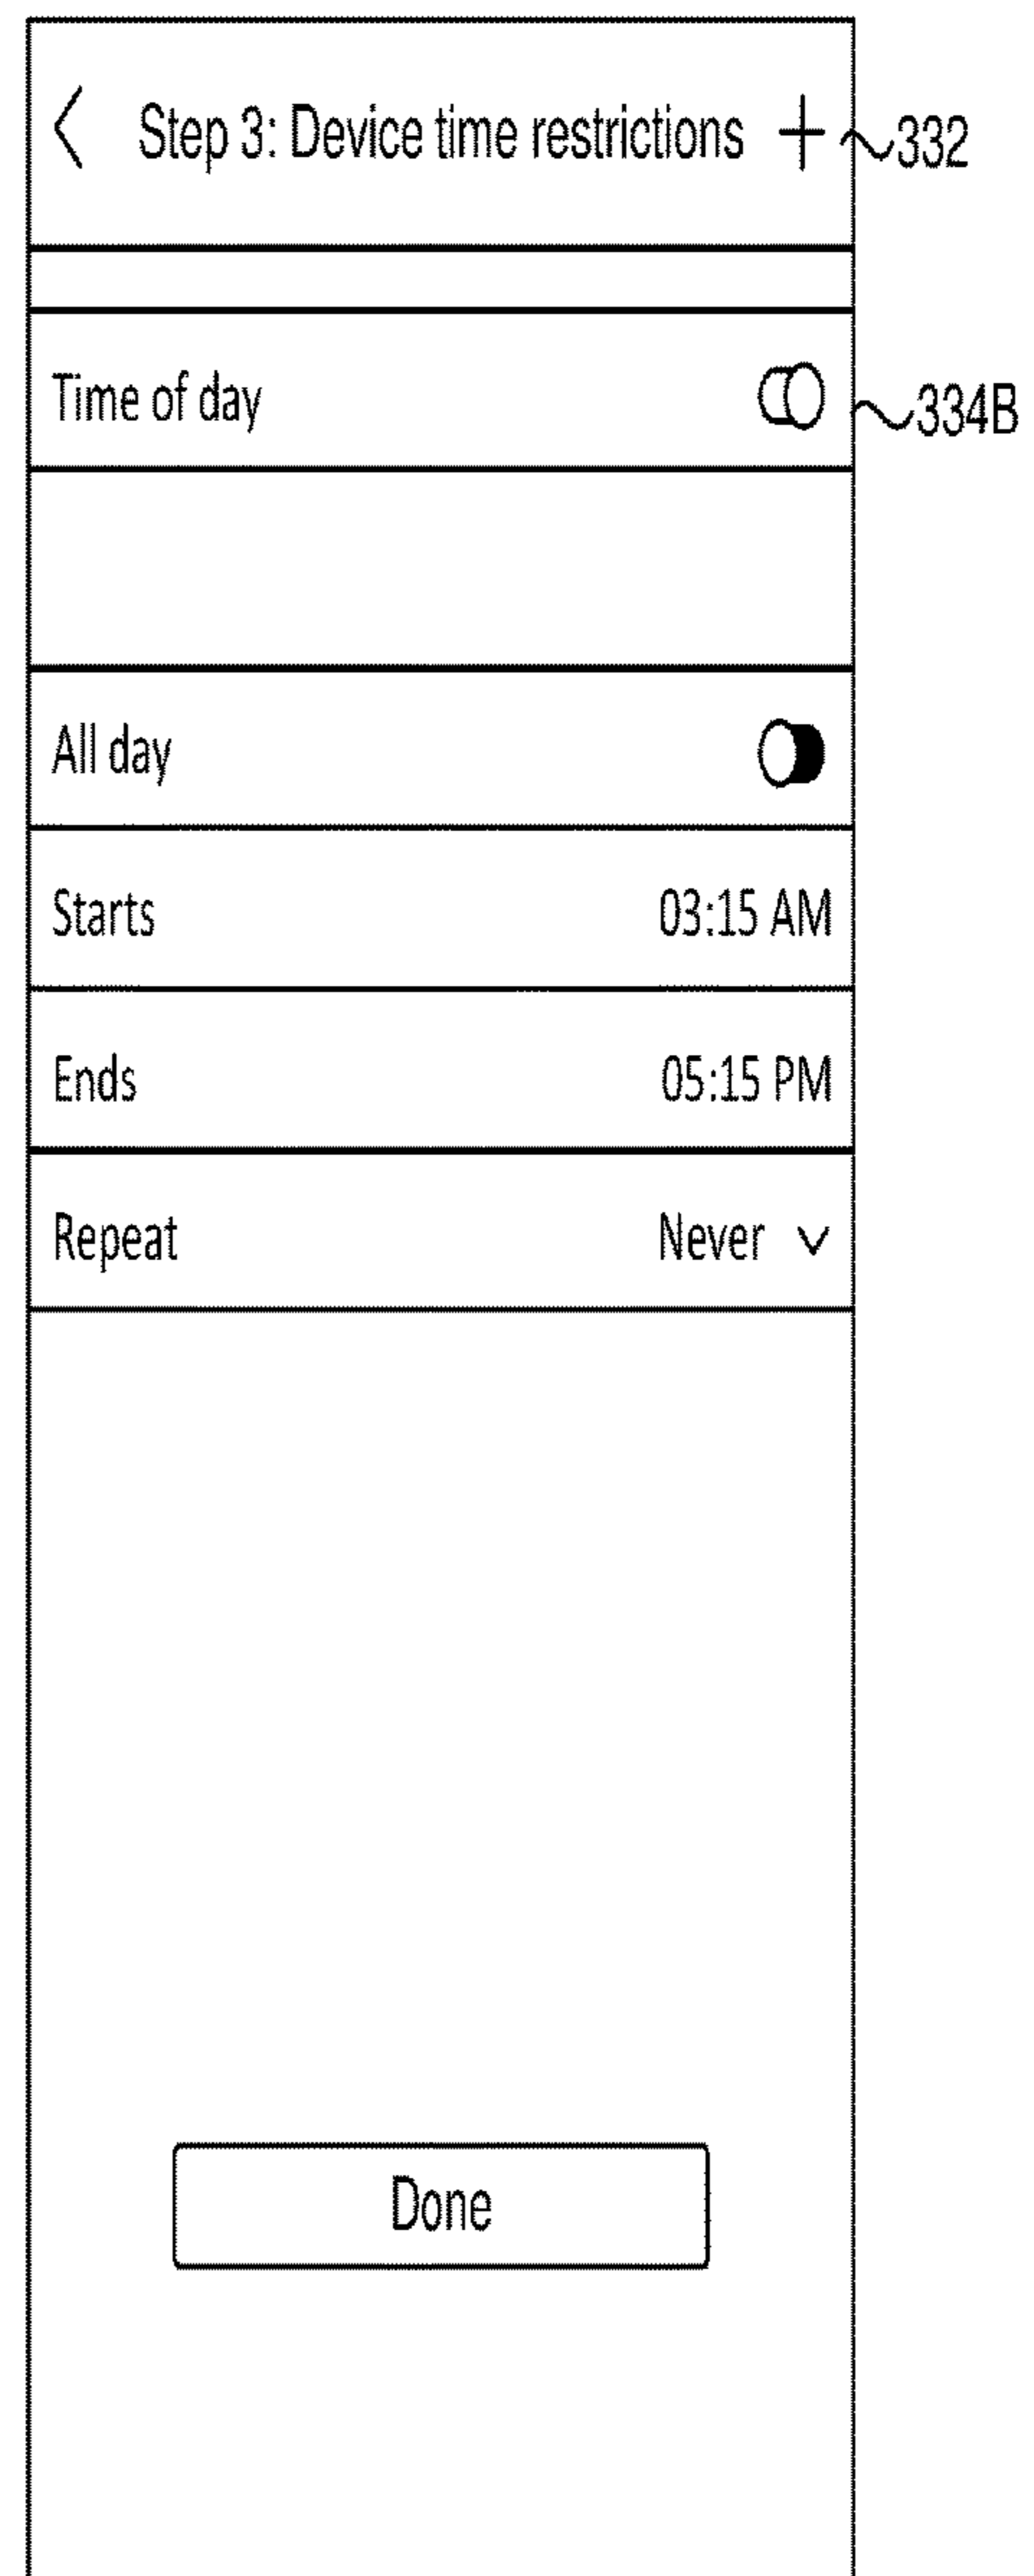 Step 3: Device time restrictions + 332
Time of day 334B
All day
Starts 03:15 AM
Ends 05:15 PM
Repeat Never
Done